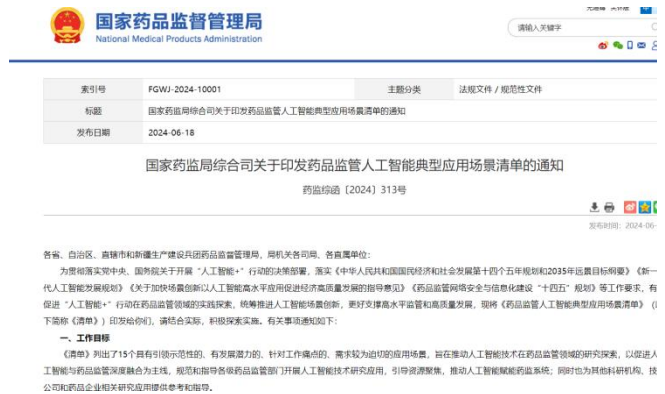 国家药品监督管理局
National Medical Products Administration
请输入关键字
索引号 FGWJ-2024-10001 主题分类 法规文件 / 规范性文件
标题 国家药监局综合司关于印发药品监管人工智能典型应用场景清单的通知
发布日期 2024-06-18
国家药监局综合司关于印发药品监管人工智能典型应用场景清单的通知
药监综函〔2024〕313号
发布时间：2024-06-
各省、自治区、直辖市和新疆生产建设兵团药品监督管理局，局机关各司局、各直属单位：
为贯彻落实党中央、国务院关于开展“人工智能+”行动的决策部署，落实《中华人民共和国国民经济和社会发展第十四个五年规划和2035年远景目标纲要》《新一
代人工智能发展规划》《关于加快场景创新以人工智能高水平应用促进经济高质量发展的指导意见》《药品监管网络安全与信息化建设“十四五”规划》等工作要求，有
促进“人工智能+”行动在药品监管领域的实践探索，统筹推进人工智能场景创新，更好支撑高水平监管和高质量发展，现将《药品监管人工智能典型应用场景清单》（
下简称《清单》）印发给你们，请结合实际，积极探索实施。有关事项通知如下：
一、工作目标
《清单》列出了15个具有引领示范性的、有发展潜力的、针对工作痛点的、需求较为迫切的应用场景，旨在推动人工智能技术在药品监管领域的研究探索，以促进人
工智能与药品监管深度融合为主线，规范和指导各级药品监管部门开展人工智能技术研究应用，引导资源聚焦，推动人工智能赋能药监系统；同时也为其他科研机构、技
公司和药品企业相关研究应用提供参考和指导。